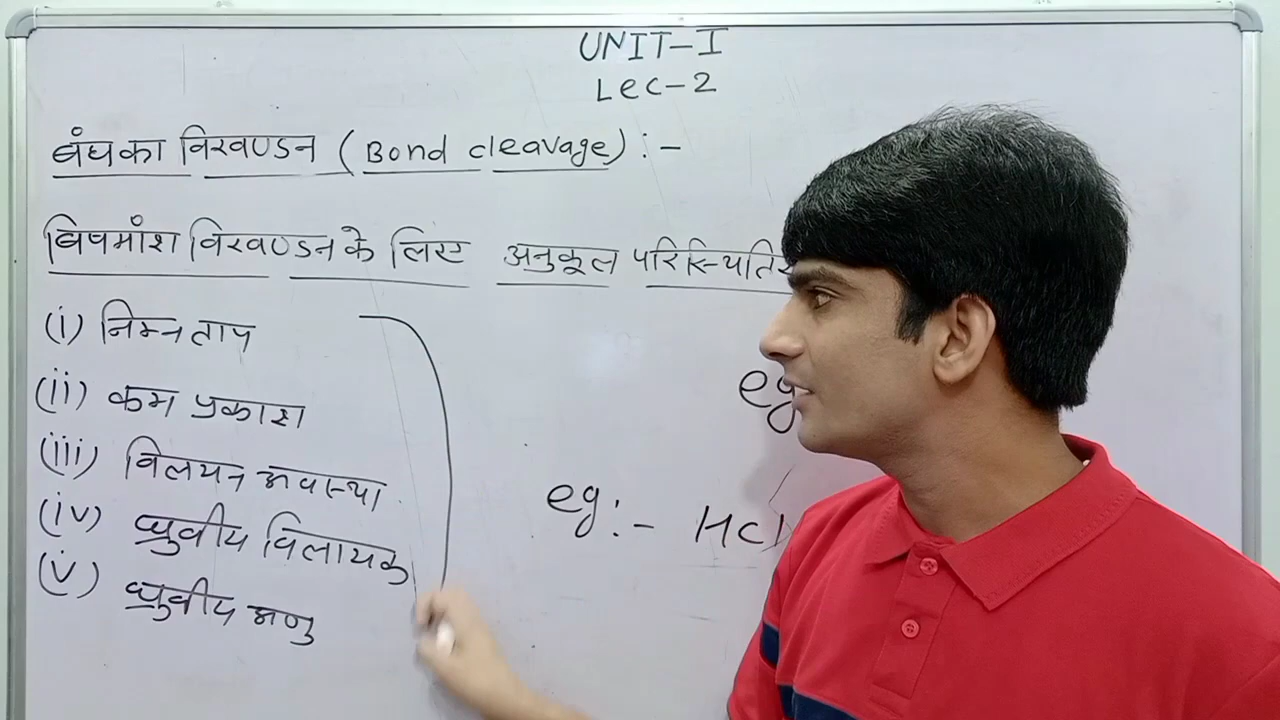 UNIT-I
Lec-2
बंध का विखण्डन (Bond cleavage) :-
विषमांश विखण्डन के लिए अनुकूल
(i) निम्न ताप
(ii) कम प्रकाश
(iii) विलयन अवस्था
(iv) ध्रुवीय विलायक
(v) ध्रुवीय अणु
eg
eg:- HCl